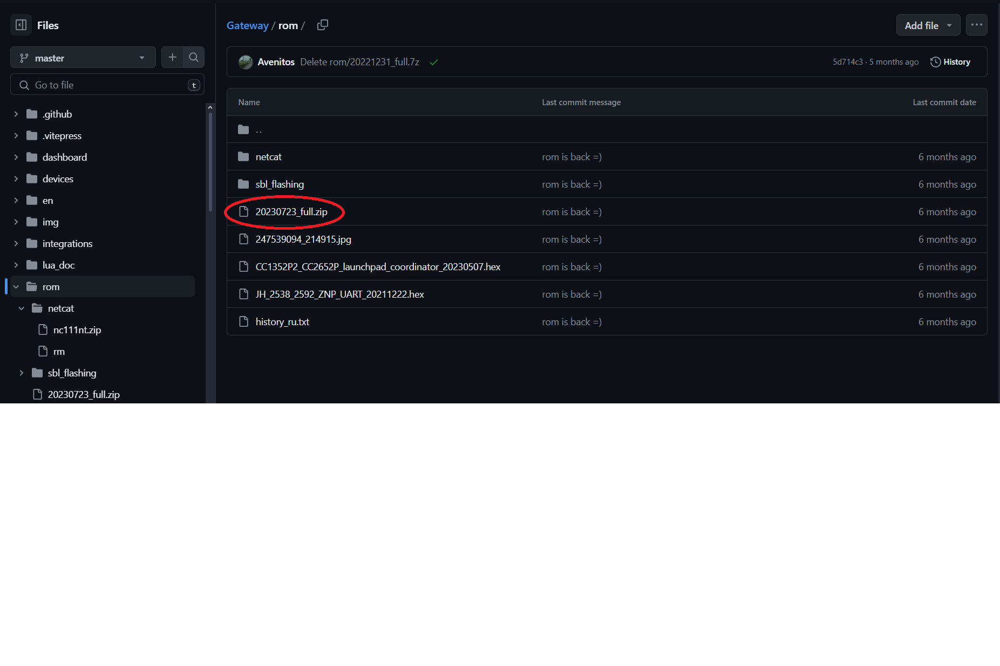 Files
master
Go to file
t
.github
.vitepress
dashboard
devices
en
img
integrations
lua_doc
rom
netcat
nc111nt.zip
rm
sbl_flashing
20230723_full.zip
Gateway / rom /
Add file
Avenitos Delete rom/20221231_full.7z
5d714c3 · 5 months ago
History
Name Last commit message Last commit date
..
netcat rom is back =) 6 months ago
sbl_flashing rom is back =) 6 months ago
20230723_full.zip rom is back =) 6 months ago
247539094_214915.jpg rom is back =) 6 months ago
CC1352P2_CC2652P_launchpad_coordinator_20230507.hex rom is back =) 6 months ago
JH_2538_2592_ZNP_UART_20211222.hex rom is back =) 6 months ago
history_ru.txt rom is back =) 6 months ago